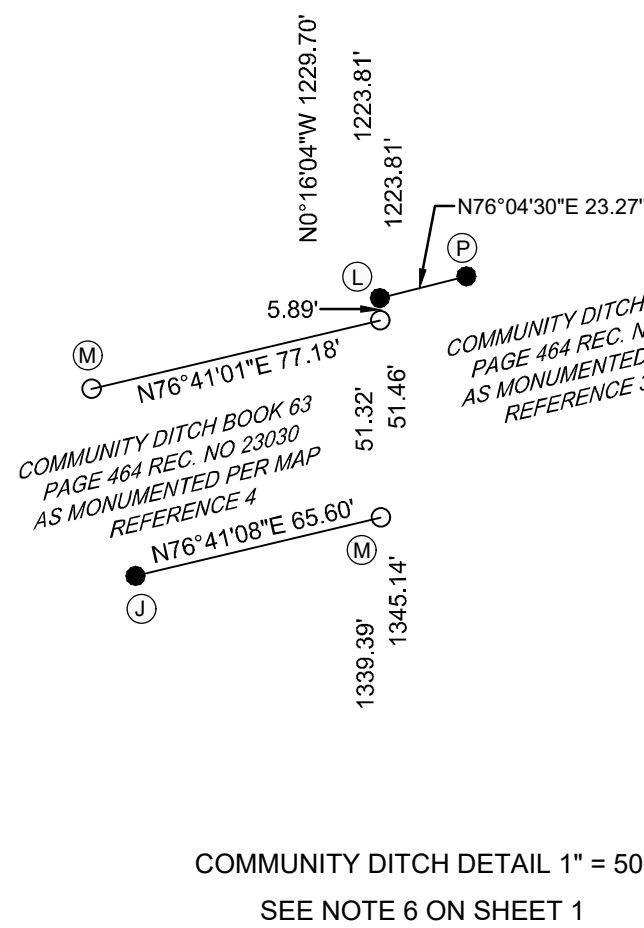 N0°16'04"W 1229.70'
1223.81'
1223.81'
N76°04'30"E 23.27'
P
L
5.89'
M
N76°41'01"E 77.18'
COMMUNITY DITCH
PAGE 464 REC. N
AS MONUMENTED
REFERENCE 3
51.32'
51.46'
COMMUNITY DITCH BOOK 63
PAGE 464 REC. NO 23030
AS MONUMENTED PER MAP
REFERENCE 4
N76°41'08"E 65.60'
M
J
1339.39'
1345.14'
COMMUNITY DITCH DETAIL 1" = 50
SEE NOTE 6 ON SHEET 1